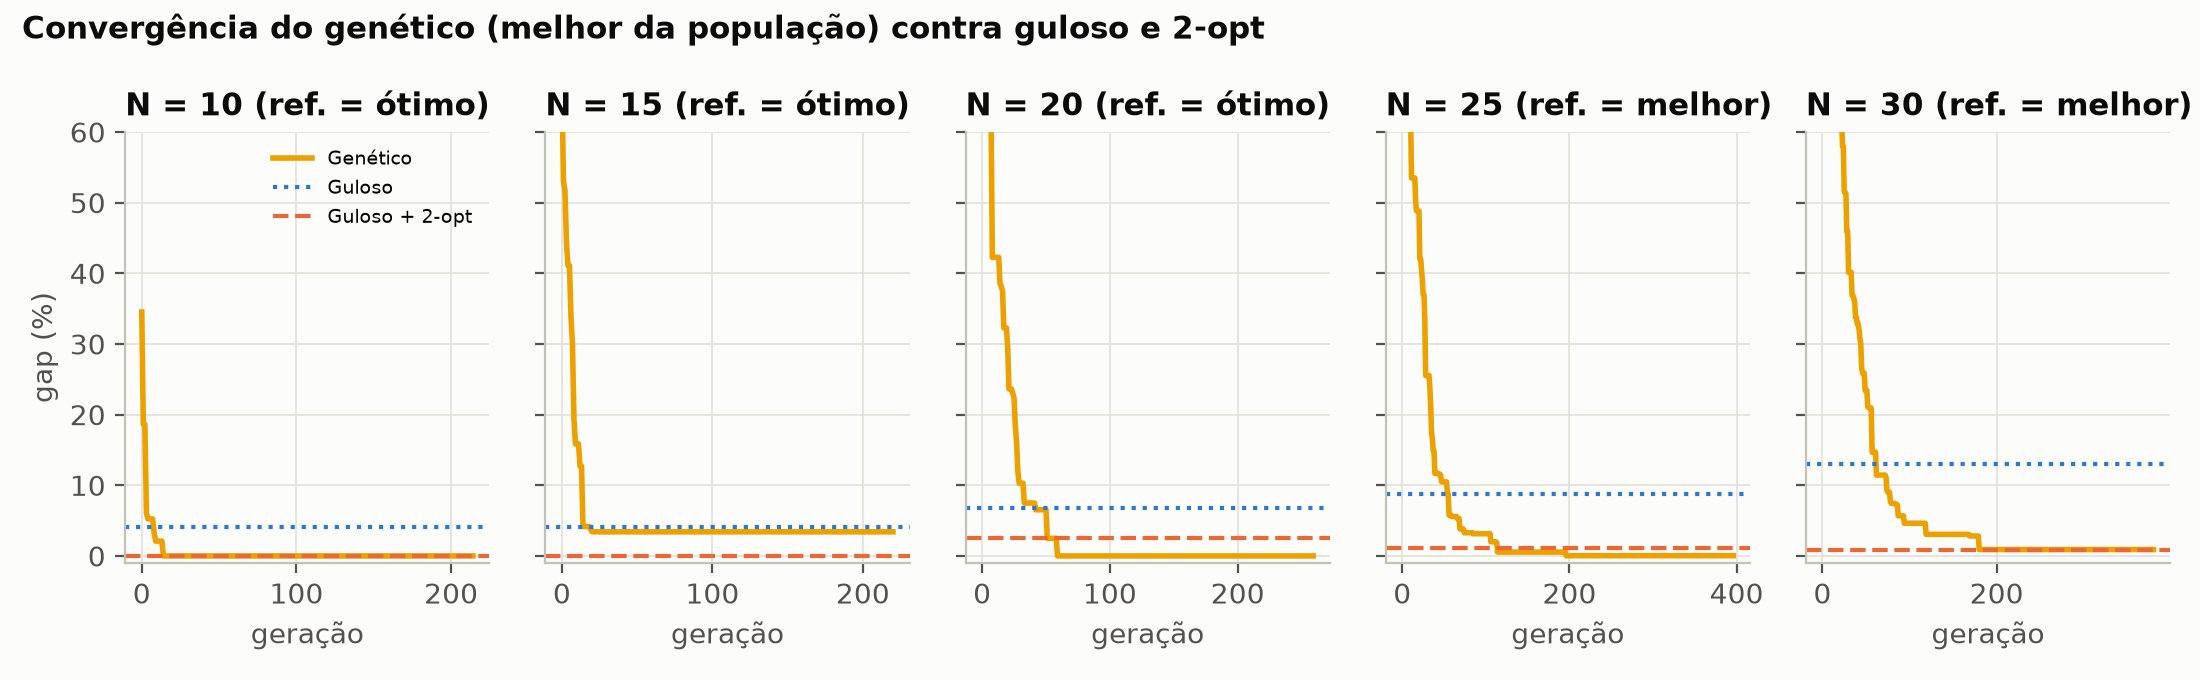 Convergência do genético (melhor da população) contra guloso e 2-opt
N = 10 (ref. = ótimo)
N = 15 (ref. = ótimo)
N = 20 (ref. = ótimo)
N = 25 (ref. = melhor)
N = 30 (ref. = melhor)
gap (%)
60
50
40
30
20
10
0
Genético
Guloso
Guloso + 2-opt
0 100 200
0 100 200
0 100 200
0 200 400
0 200
geração
geração
geração
geração
geração